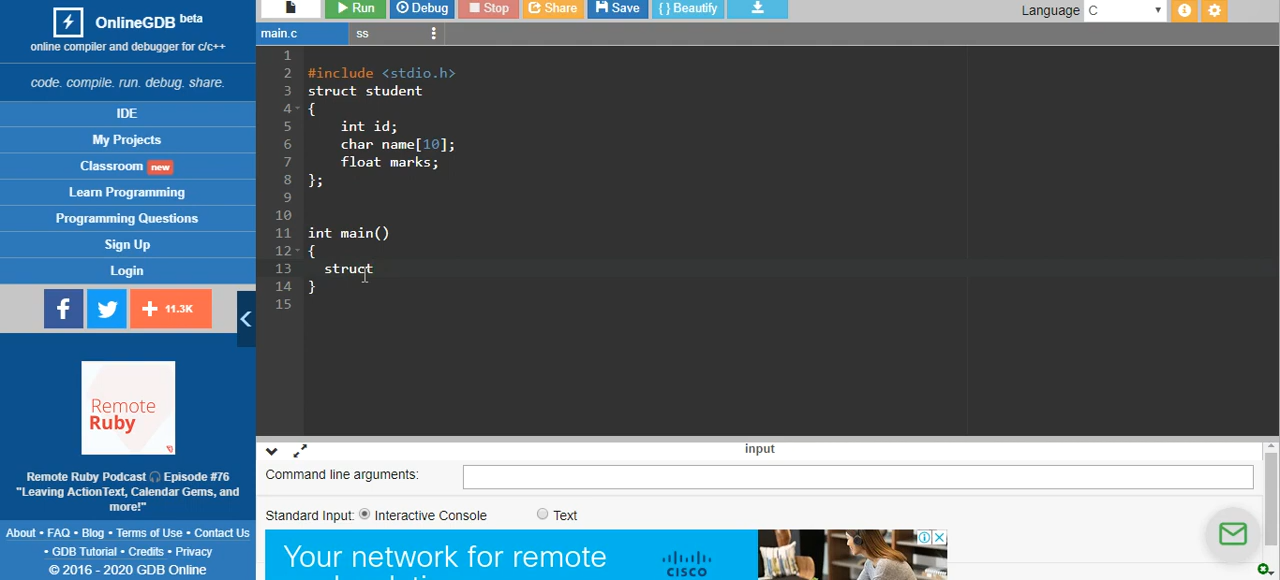 OnlineGDB beta
online compiler and debugger for c/c++
code. compile. run. debug. share.
IDE
My Projects
Classroom new
Learn Programming
Programming Questions
Sign Up
Login
+ 11.3K
Remote
Ruby
Remote Ruby Podcast 🎧 Episode #76
"Leaving ActionText, Calendar Gems, and
more!"
About • FAQ • Blog • Terms of Use • Contact Us
• GDB Tutorial • Credits • Privacy
© 2016 - 2020 GDB Online
Run Debug Stop Share Save { } Beautify
Language C
main.c ss
1
2 #include <stdio.h>
3 struct student
4 {
5 int id;
6 char name[10];
7 float marks;
8 };
9
10
11 int main()
12 {
13 struct
14 }
15
input
Command line arguments:
Standard Input: Interactive Console Text
Your network for remote
CISCO